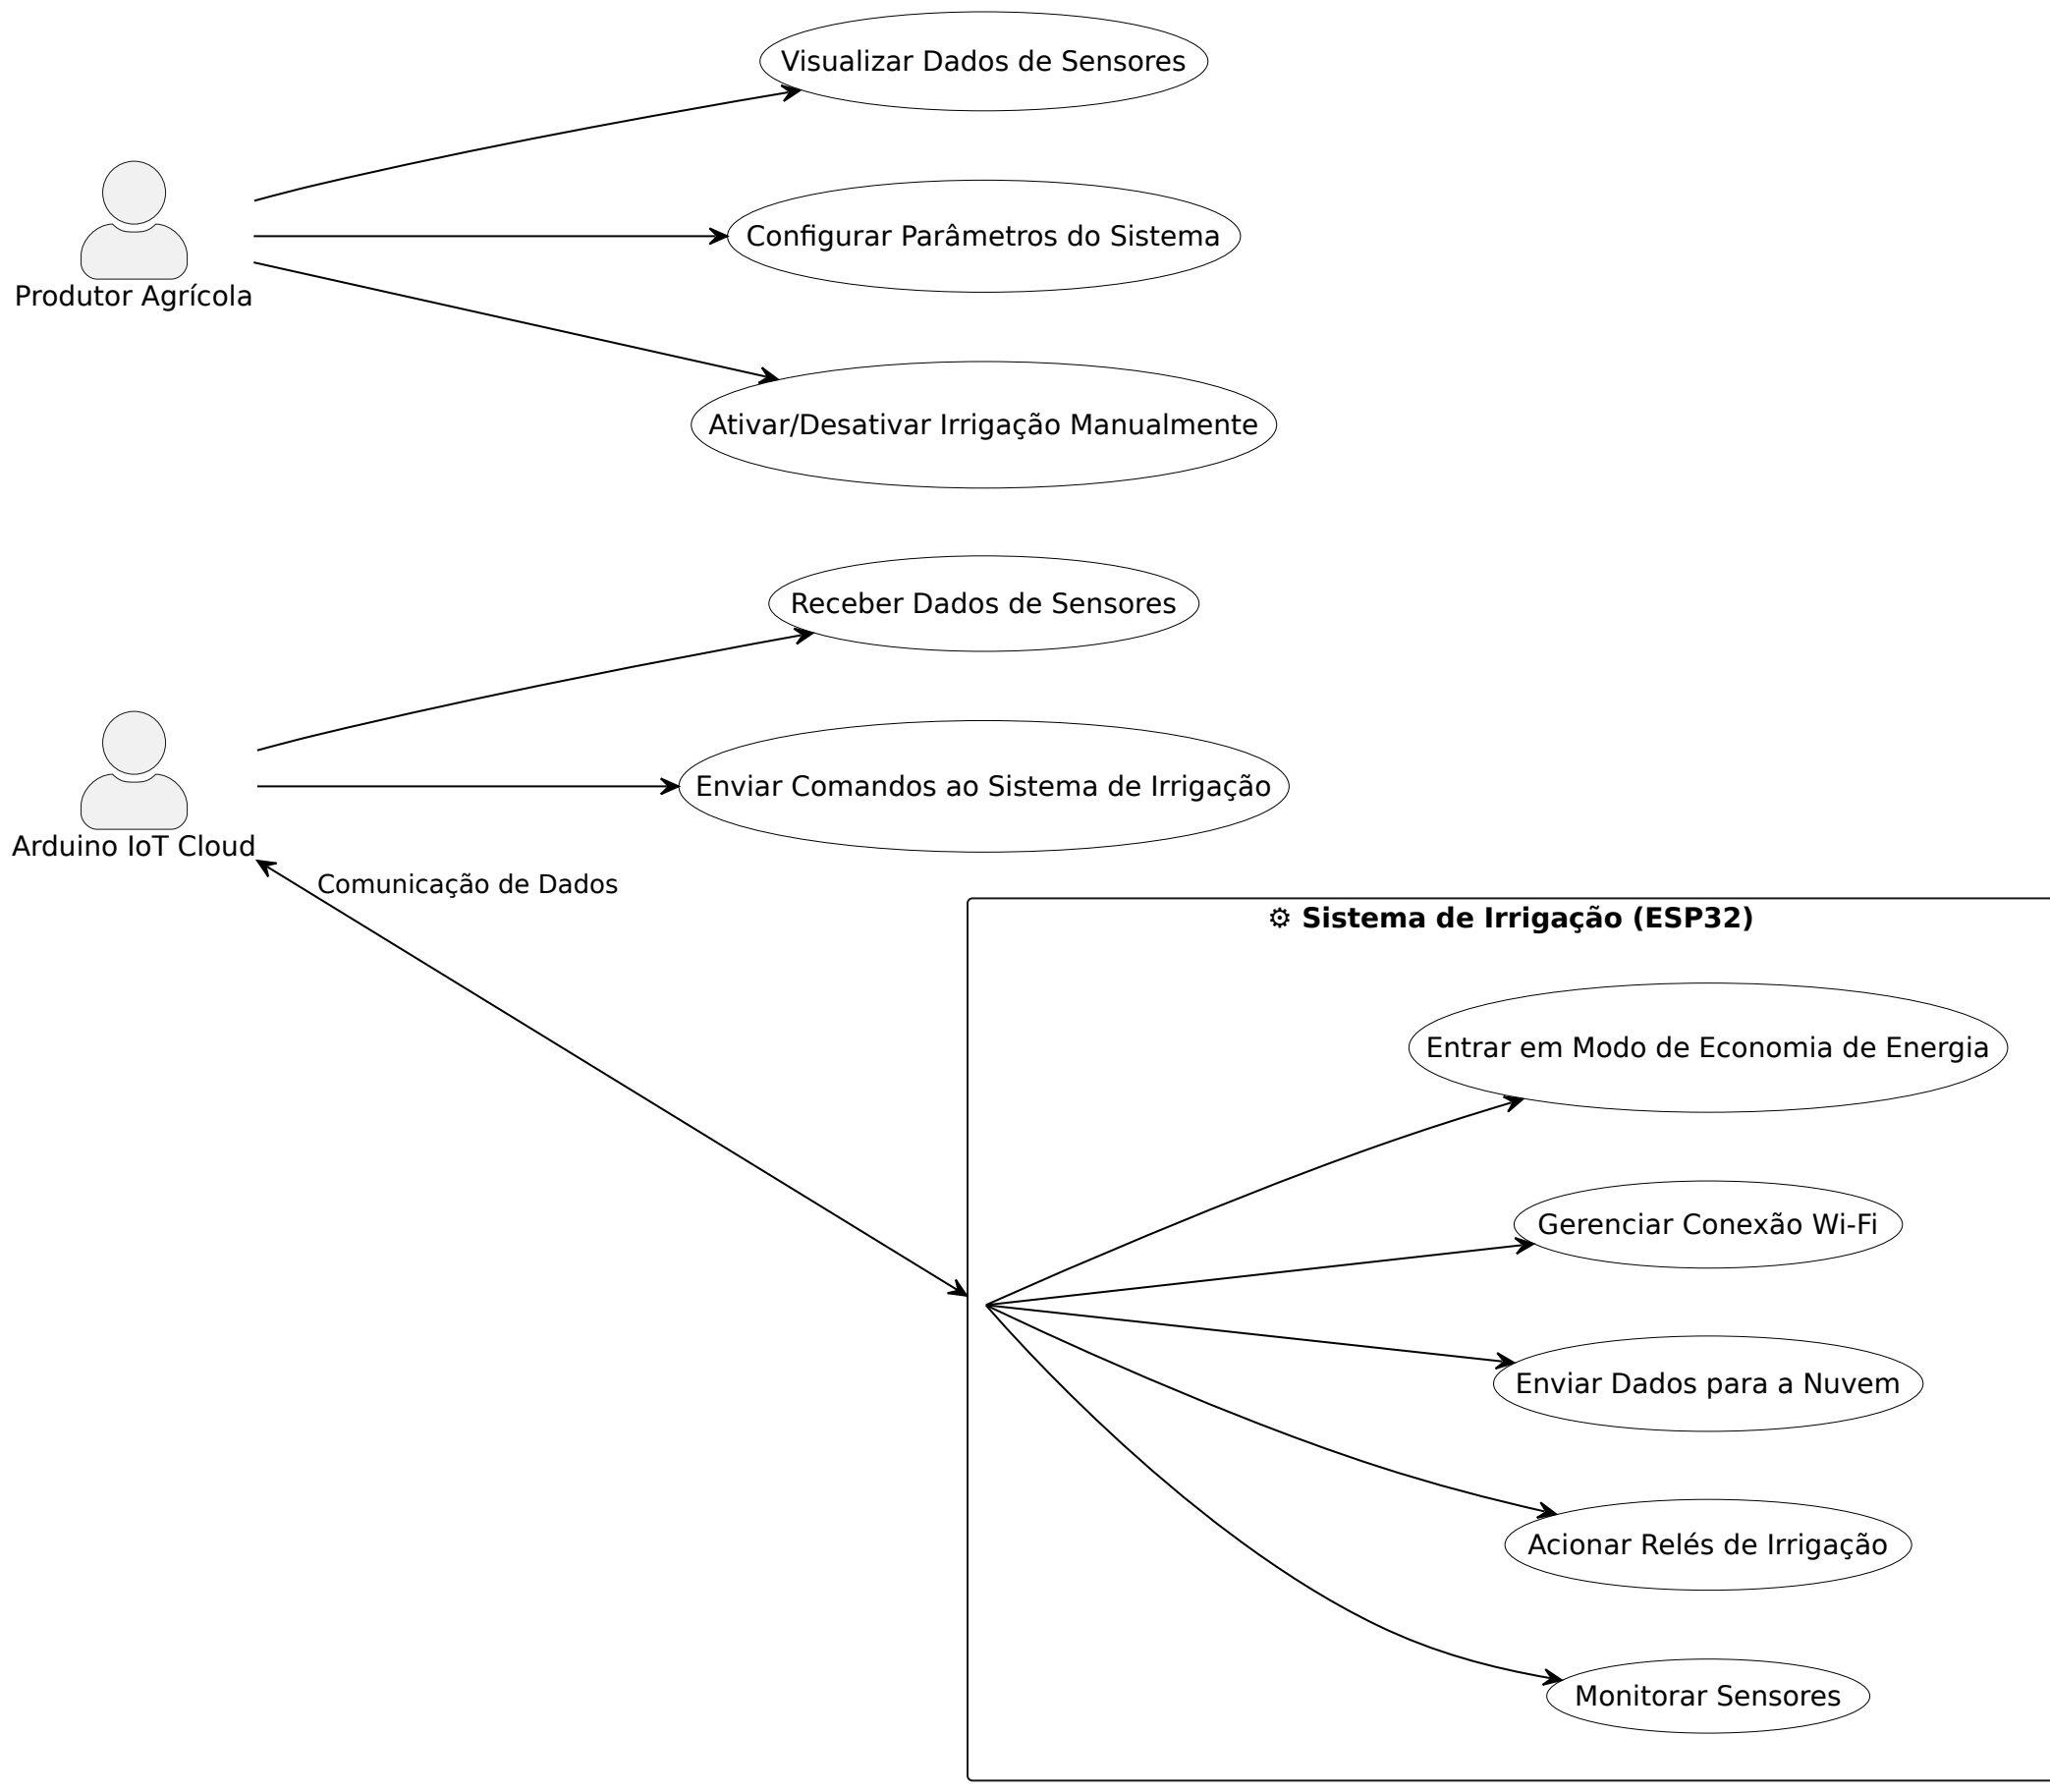 Visualizar Dados de Sensores
Configurar Parâmetros do Sistema
Produtor Agrícola
Ativar/Desativar Irrigação Manualmente
Receber Dados de Sensores
Enviar Comandos ao Sistema de Irrigação
Arduino IoT Cloud
Comunicação de Dados
⚙ Sistema de Irrigação (ESP32)
Entrar em Modo de Economia de Energia
Gerenciar Conexão Wi-Fi
Enviar Dados para a Nuvem
Acionar Relés de Irrigação
Monitorar Sensores